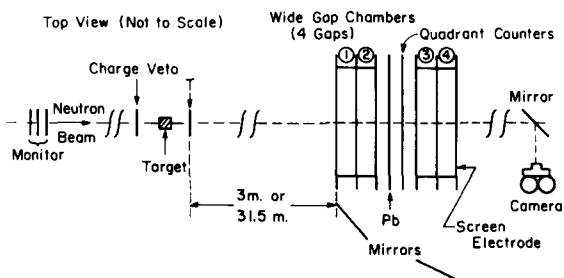 Top View (Not to Scale)
Wide Gap Chambers
(4 Gaps)
Quadrant Counters
1 2 3 4
Charge Veto
T
Neutron
Beam
Monitor
Target
Mirror
3m. or
31.5 m.
Pb
Mirrors
Screen
Electrode
Camera